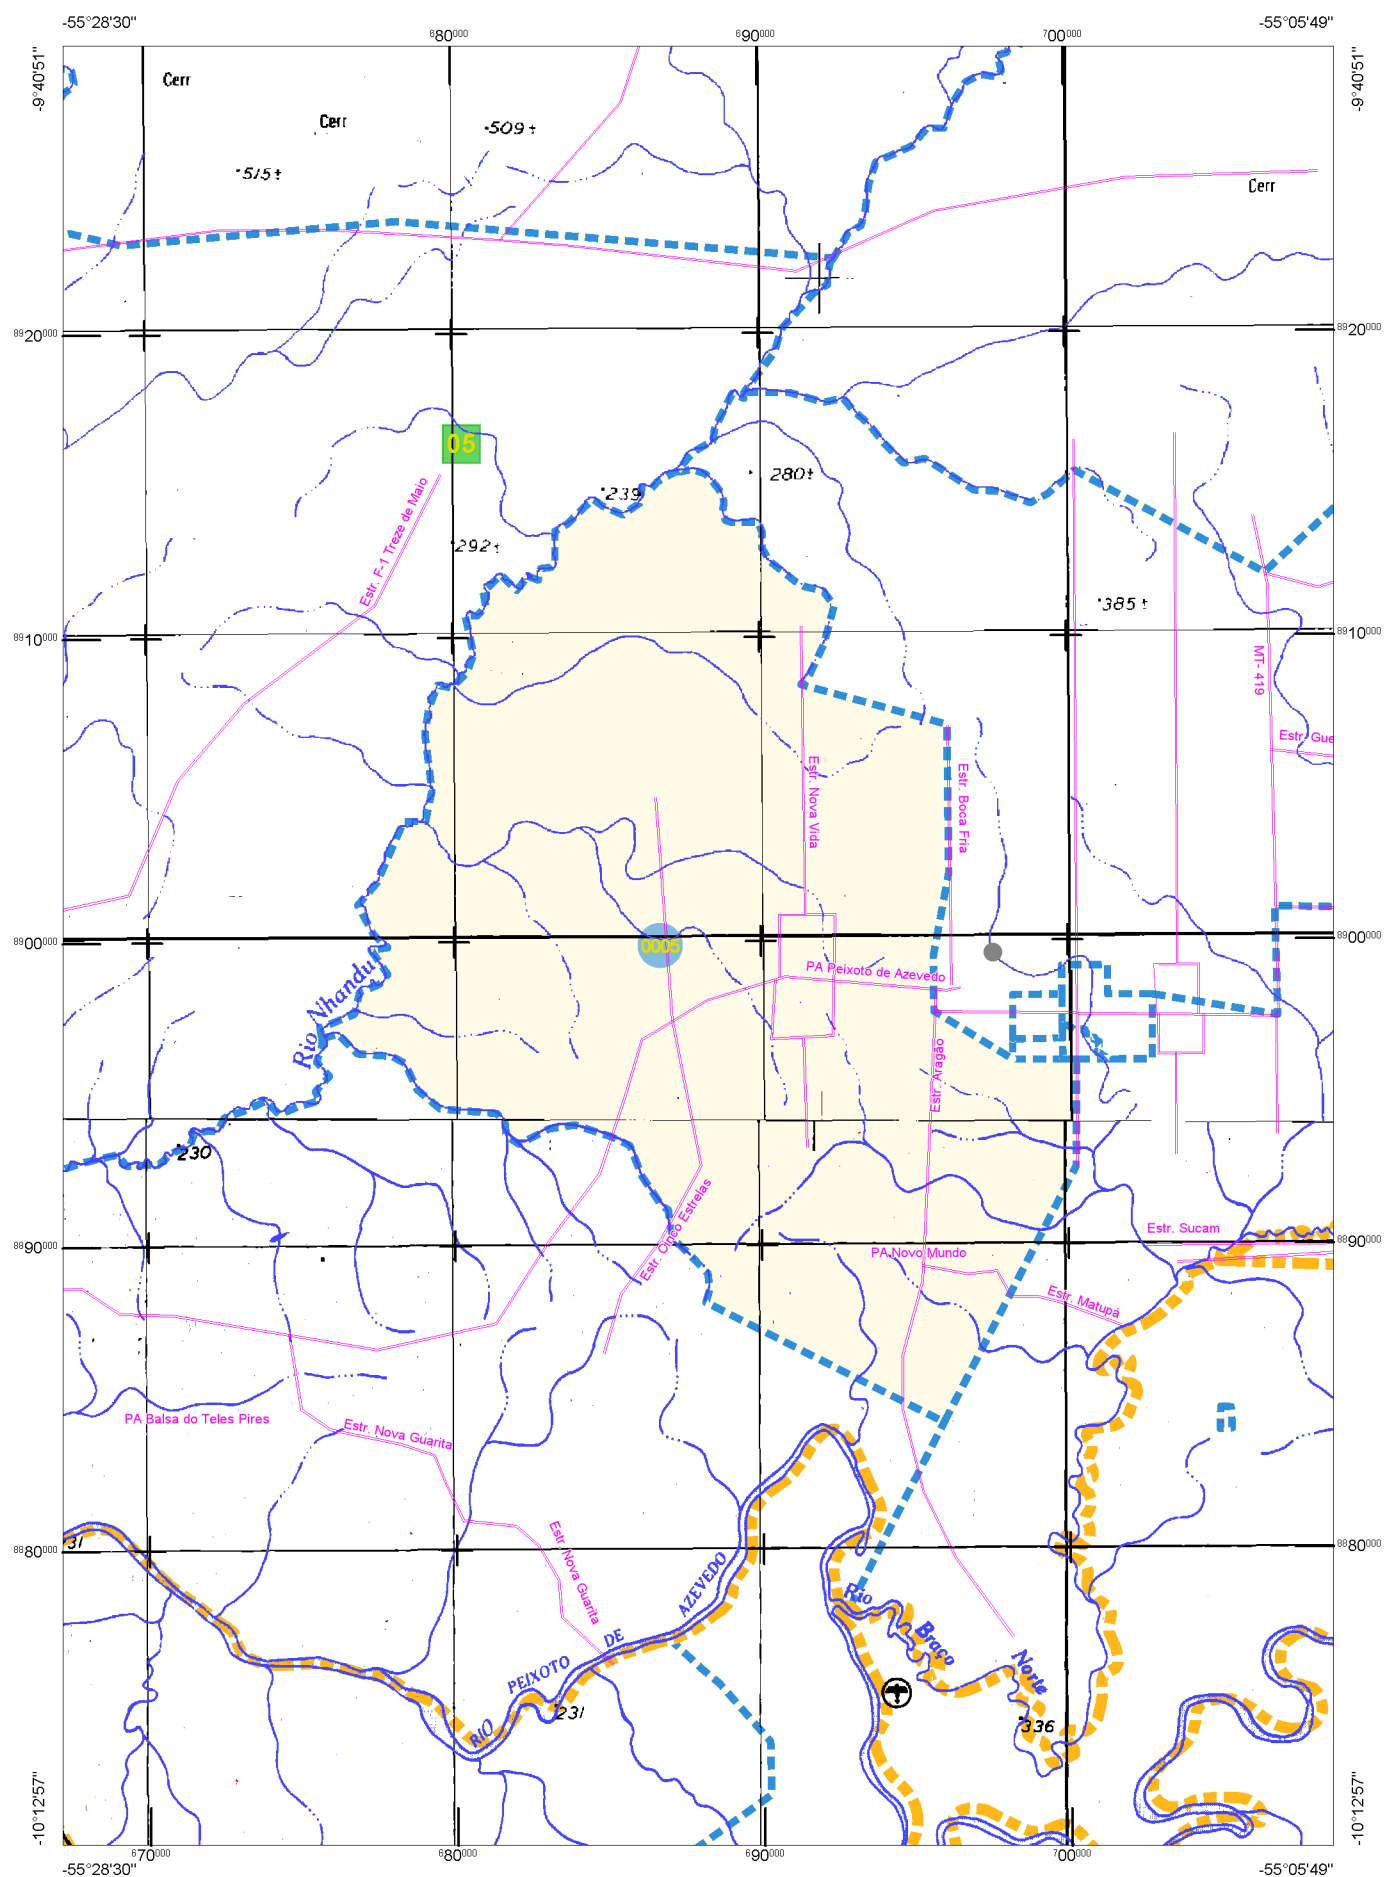 -55°28'30"
-55°05'49"
680000
690000
700000
-9°40'51"
-9°40'51"
Cerr
Cerr
509
515
Cerr
8920000
8920000
05
280
239
Estr. F-1 Treze de Maio
292
385
8910000
8910000
MT- 419
Estr. Gue
Estr. Nova Vida
Estr. Boca Fria
8900000
8900000
0005
PA Peixoto de Azevedo
Rio Nhandu
Estr. Aragão
230
Estr. Cinco Estrelas
Estr. Sucam
8890000
8890000
PA Novo Mundo
Estr. Matupá
PA Balsa do Teles Pires
Estr. Nova Guarita
31
8880000
8880000
Estr. Nova Guarita
RIO PEIXOTO DE AZEVEDO
Rio Braço Norte
231
336
-10°12'57"
-10°12'57"
670000
680000
690000
700000
-55°28'30"
-55°05'49"